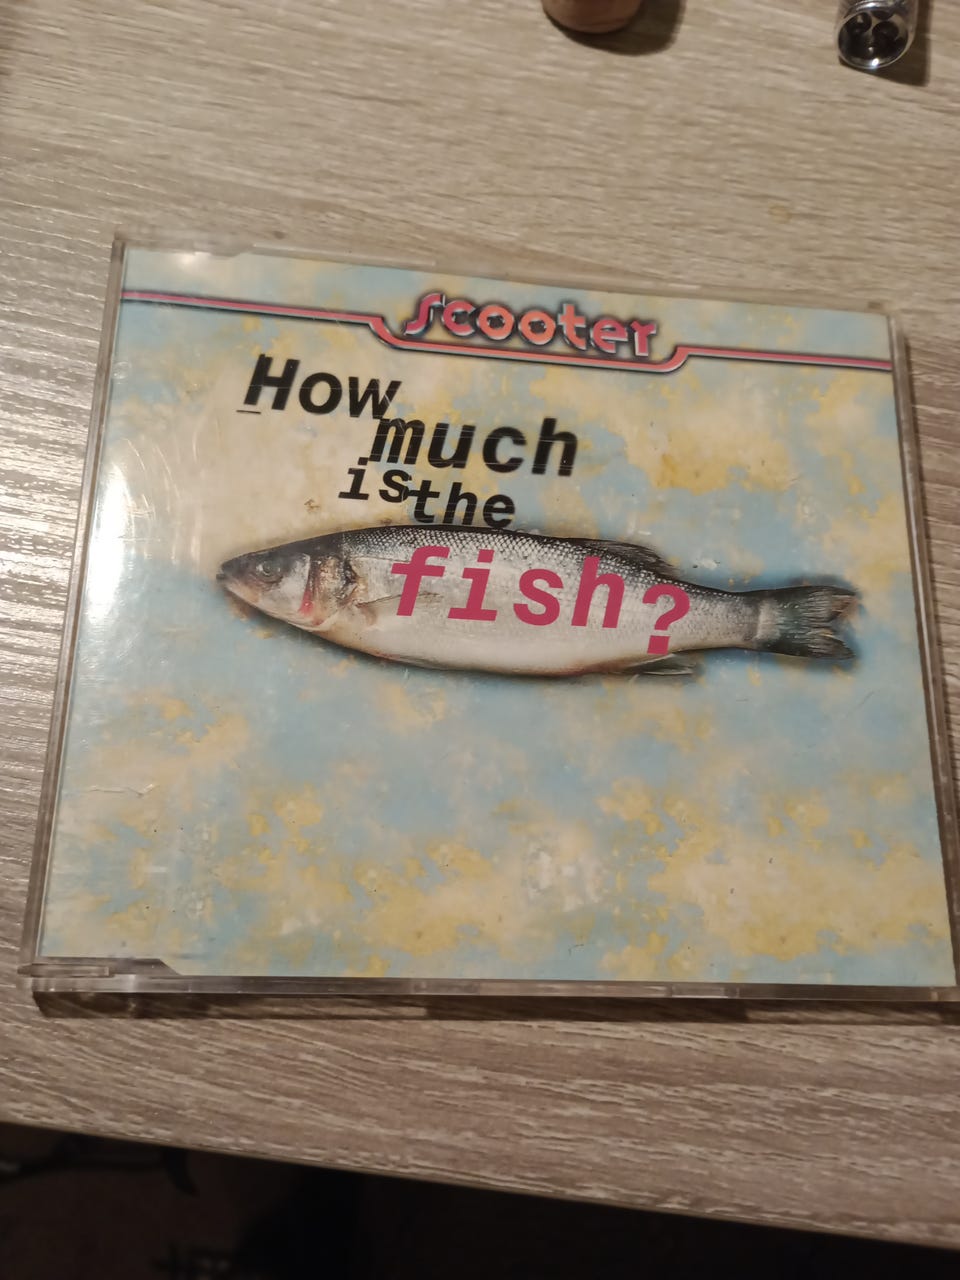 scooter
How
much
is the
fish?